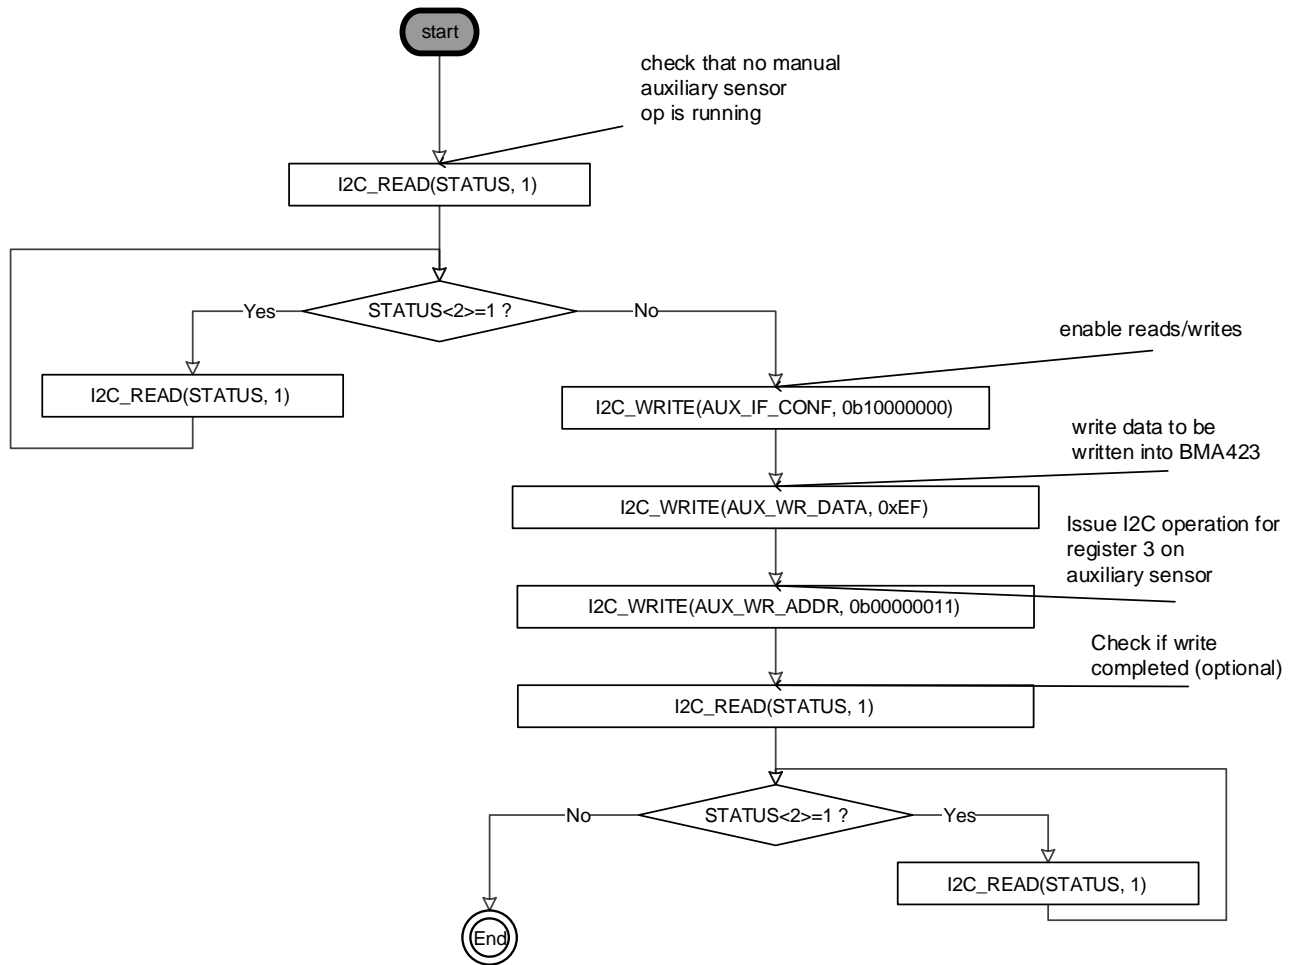 start
check that no manual
auxiliary sensor
op is running
I2C_READ(STATUS, 1)
Yes
STATUS<2>=1 ?
No
I2C_READ(STATUS, 1)
enable reads/writes
I2C_WRITE(AUX_IF_CONF, 0b10000000)
write data to be
written into BMA423
I2C_WRITE(AUX_WR_DATA, 0xEF)
Issue I2C operation for
register 3 on
auxiliary sensor
I2C_WRITE(AUX_WR_ADDR, 0b00000011)
Check if write
completed (optional)
I2C_READ(STATUS, 1)
No
STATUS<2>=1 ?
Yes
I2C_READ(STATUS, 1)
End